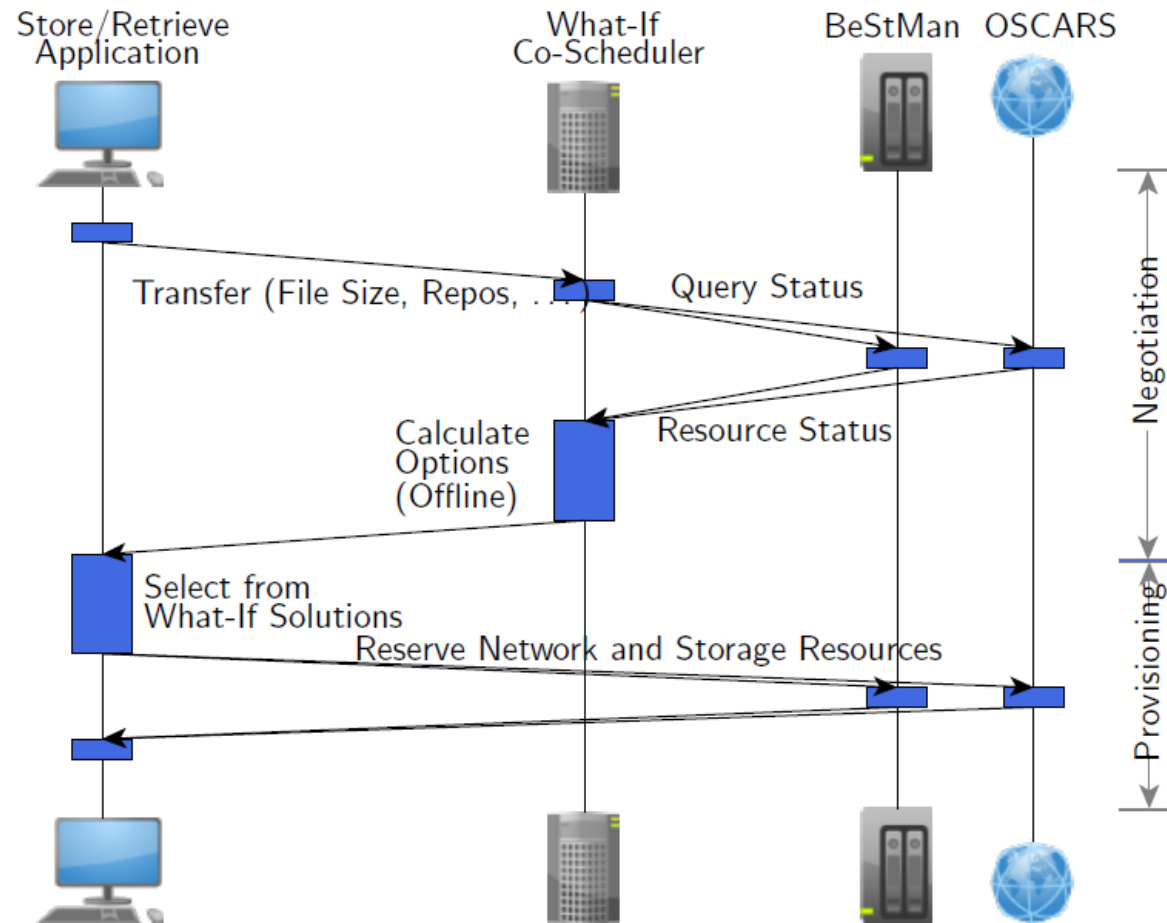 Store/Retrieve
Application
What-If
Co-Scheduler
BeStMan
OSCARS
Transfer (File Size, Repos, ...)
Query Status
Negotiation
Calculate
Options
(Offline)
Resource Status
Select from
What-If Solutions
Provisioning
Reserve Network and Storage Resources